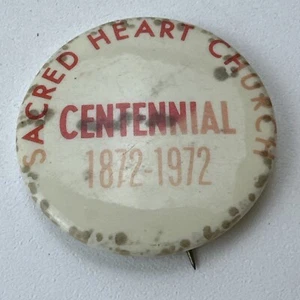 SACRED HEART CHURCH
CENTENNIAL
1872-1972